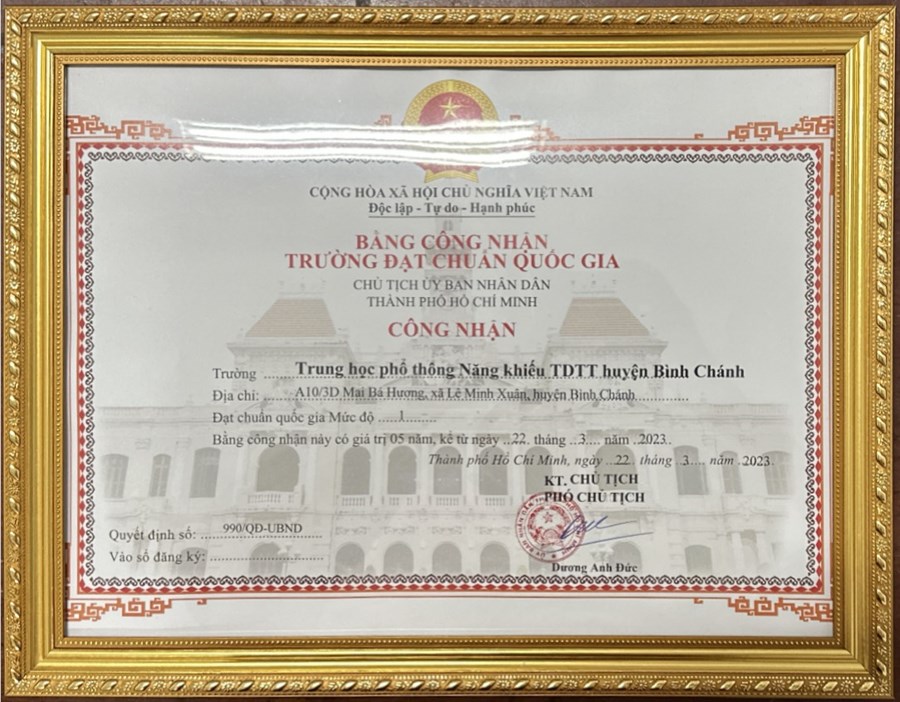 CỘNG HÒA XÃ HỘI CHỦ NGHĨA VIỆT NAM
Độc lập - Tự do - Hạnh phúc
BẰNG CÔNG NHẬN
TRƯỜNG ĐẠT CHUẨN QUỐC GIA
CHỦ TỊCH ỦY BAN NHÂN DÂN
THÀNH PHỐ HỒ CHÍ MINH
CÔNG NHẬN
Trường ......Trung học phổ thông Năng khiếu TDTT huyện Bình Chánh
Địa chỉ: ......A10/3D Mai Bá Hương, xã Lê Minh Xuân, huyện Bình Chánh............
Đạt chuẩn quốc gia Mức độ .....1........
Bằng công nhận này có giá trị 05 năm, kể từ ngày ..22. tháng ..3.... năm .2023..
Thành phố Hồ Chí Minh, ngày ..22. tháng .3.... năm .2023.
KT. CHỦ TỊCH
PHÓ CHỦ TỊCH
Dương Anh Đức
Quyết định số: ....990/QĐ-UBND....
Vào sổ đăng ký: ............................